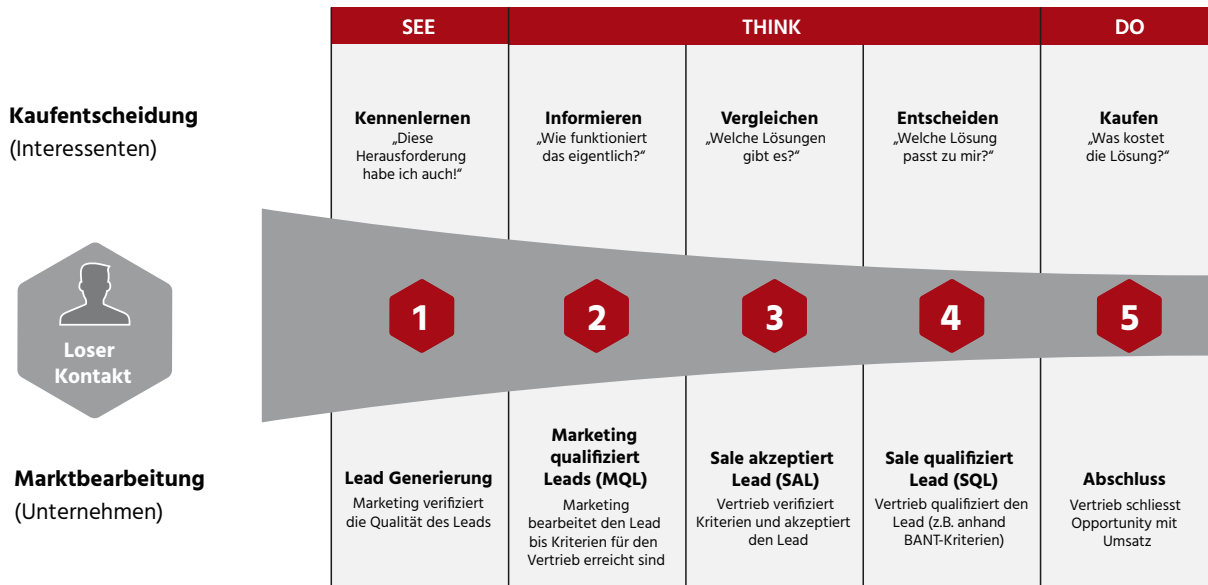 SEE
THINK
DO
Kaufentscheidung
(Interessenten)
Kennenlernen
„Diese
Herausforderung
habe ich auch!“
Informieren
„Wie funktioniert
das eigentlich?“
Vergleichen
„Welche Lösungen
gibt es?“
Entscheiden
„Welche Lösung
passt zu mir?“
Kaufen
„Was kostet
die Lösung?“
Loser
Kontakt
1
2
3
4
5
Marktbearbeitung
(Unternehmen)
Lead Generierung
Marketing verifiziert
die Qualität des Leads
Marketing
qualifiziert
Leads (MQL)
Marketing
bearbeitet den Lead
bis Kriterien für den
Vertrieb erreicht sind
Sale akzeptiert
Lead (SAL)
Vertrieb verifiziert
Kriterien und akzeptiert
den Lead
Sale qualifiziert
Lead (SQL)
Vertrieb qualifiziert den
Lead (z.B. anhand
BANT-Kriterien)
Abschluss
Vertrieb schliesst
Opportunity mit
Umsatz